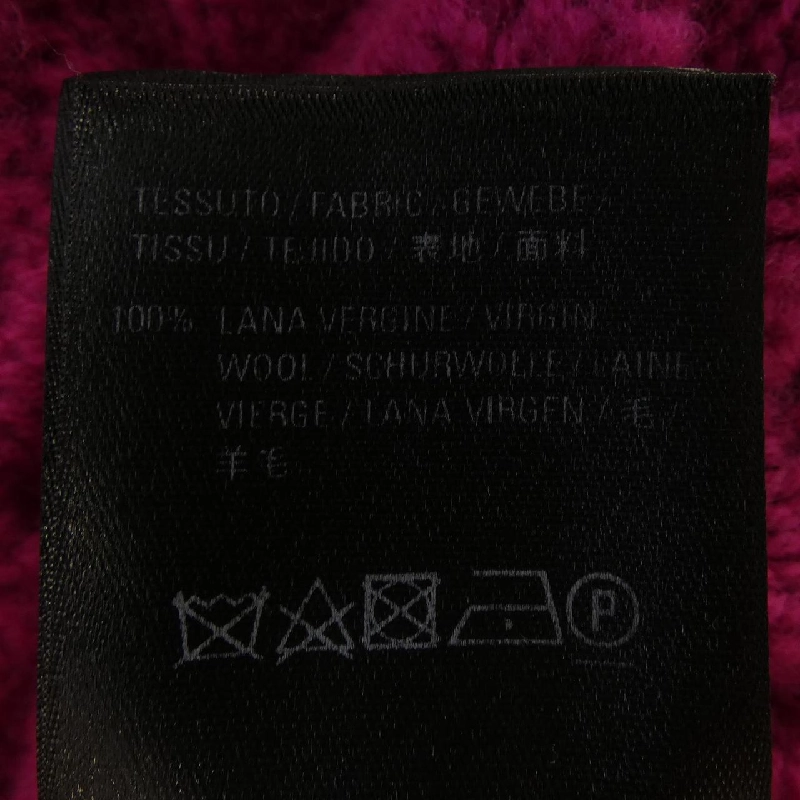 TESSUTO / FABRIC / GEWEBE /
TISSU / TEJIDO / 表地 / 面料
100% LANA VERGINE / VIRGIN
WOOL / SCHURWOLLE / LAINE
VIERGE / LANA VIRGEN / 毛 /
羊毛
P